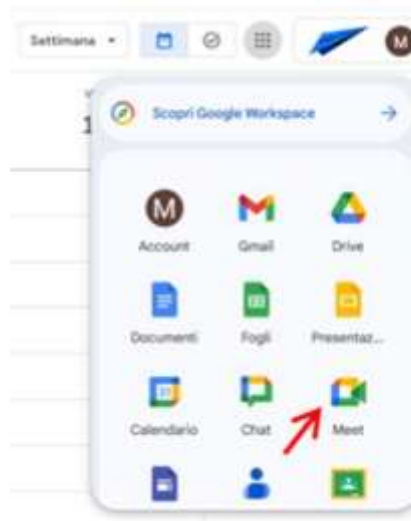 Settimana
M
Scopri Google Workspace
M
Account Gmail Drive
Documenti Fogli Presentaz...
Calendario Chat Meet